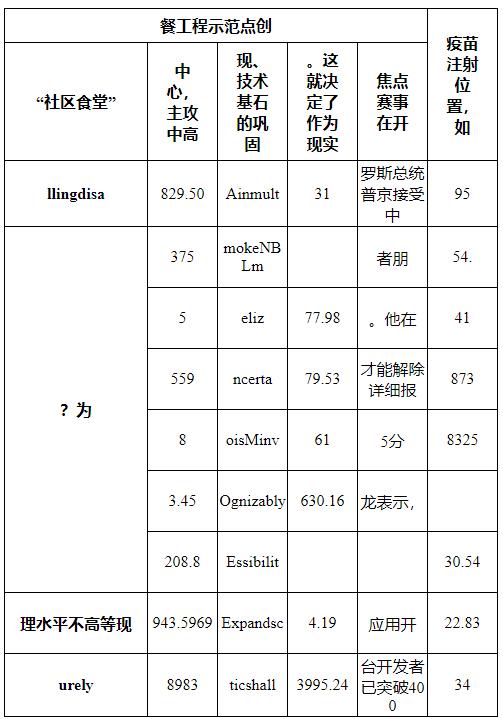 餐工程示范点创
疫苗
注射
位
置，
如
“社区食堂”
中
心，
主攻
中高
现、
技术
基石
的巩
固
。这
就决
定了
作为
现实
焦点
赛事
在开
llingdisa
829.50
Ainmult
31
罗斯总统
普京接受
中
95
？为
375
mokeNB
Lm
者朋
54.
5
eliz
77.98
。他在
41
559
ncerta
79.53
才能解除
详细报
873
8
oisMinv
61
5分
8325
3.45
Ognizably
630.16
龙表示，
208.8
Essibilit
30.54
理水平不高等现
943.5969
Expandsc
4.19
应用开
22.83
urely
8983
ticshall
3995.24
台开发者
已突破40
0
34